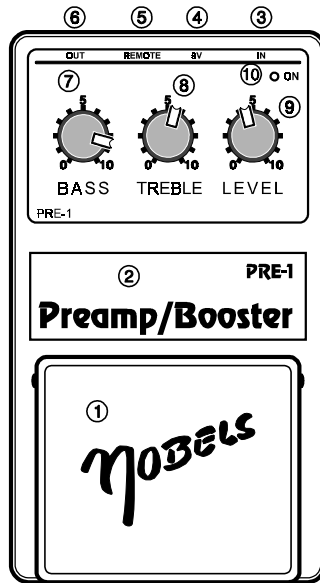 ⑥ ⑤ ④ ③
OUT REMOTE 9V IN
⑦ ⑧ ⑩ ON
⑨
5 5 5
0 10 0 10 0 10
BASS TREBLE LEVEL
PRE-1
② PRE-1
Preamp/Booster
①
NOBELS